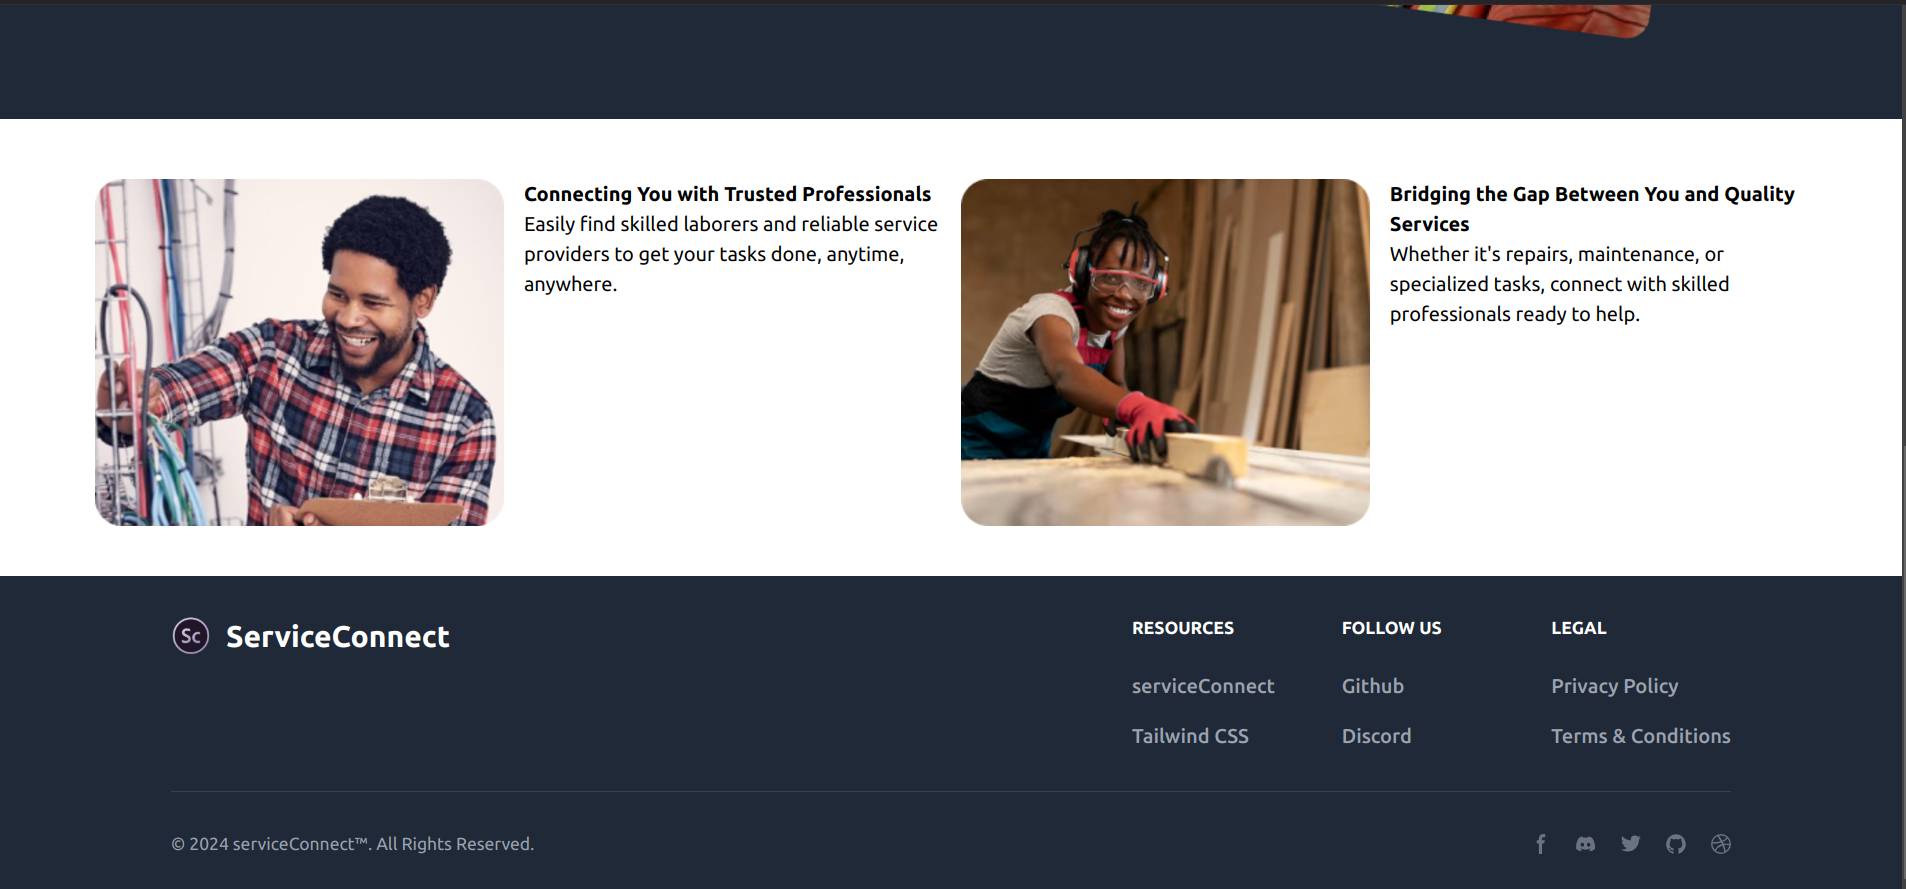 Connecting You with Trusted Professionals
Easily find skilled laborers and reliable service
providers to get your tasks done, anytime,
anywhere.
Bridging the Gap Between You and Quality
Services
Whether it's repairs, maintenance, or
specialized tasks, connect with skilled
professionals ready to help.
Sc ServiceConnect
RESOURCES
serviceConnect
Tailwind CSS
FOLLOW US
Github
Discord
LEGAL
Privacy Policy
Terms & Conditions
© 2024 serviceConnect™. All Rights Reserved.